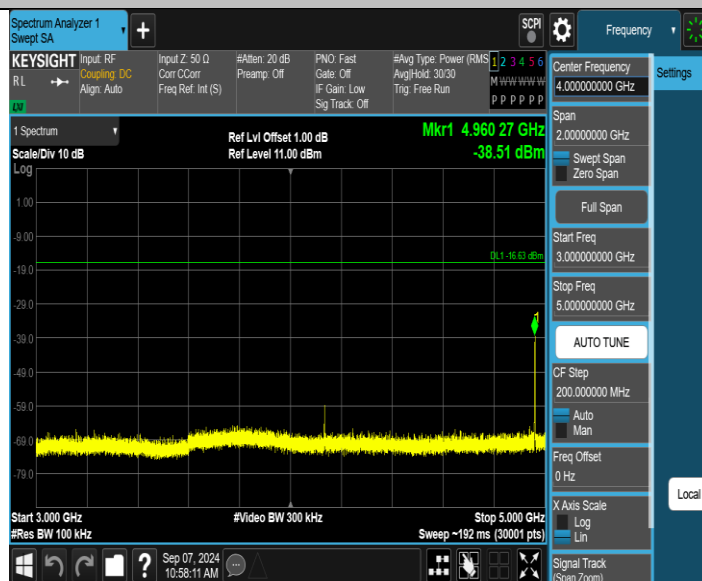 Spectrum Analyzer 1
Swept SA
+
SCPI
Frequency
KEYSIGHT
RL
LXI
Input: RF
Coupling: DC
Align: Auto
Input Z: 50 Ω
Corr CCorr
Freq Ref: Int (S)
#Atten: 20 dB
Preamp: Off
PNO: Fast
Gate: Off
IF Gain: Low
Sig Track: Off
#Avg Type: Power (RMS
Avg|Hold: 30/30
Trig: Free Run
1 2 3 4 5 6
M W W W W W
P P P P P P
1 Spectrum
Scale/Div 10 dB
Log
Ref Lvl Offset 1.00 dB
Ref Level 11.00 dBm
Mkr1 4.960 27 GHz
-38.51 dBm
1.00
-9.00
-19.0
-29.0
-39.0
-49.0
-59.0
-69.0
-79.0
DL1 -16.63 dBm
1
Start 3.000 GHz
#Res BW 100 kHz
#Video BW 300 kHz
Stop 5.000 GHz
Sweep ~192 ms (30001 pts)
?
Sep 07, 2024
10:58:11 AM
Center Frequency
4.00000000 GHz
Span
2.00000000 GHz
Swept Span
Zero Span
Full Span
Start Freq
3.000000000 GHz
Stop Freq
5.000000000 GHz
AUTO TUNE
CF Step
200.000000 MHz
Auto
Man
Freq Offset
0 Hz
X Axis Scale
Log
Lin
Signal Track
(Span Zoom)
Settings
Local